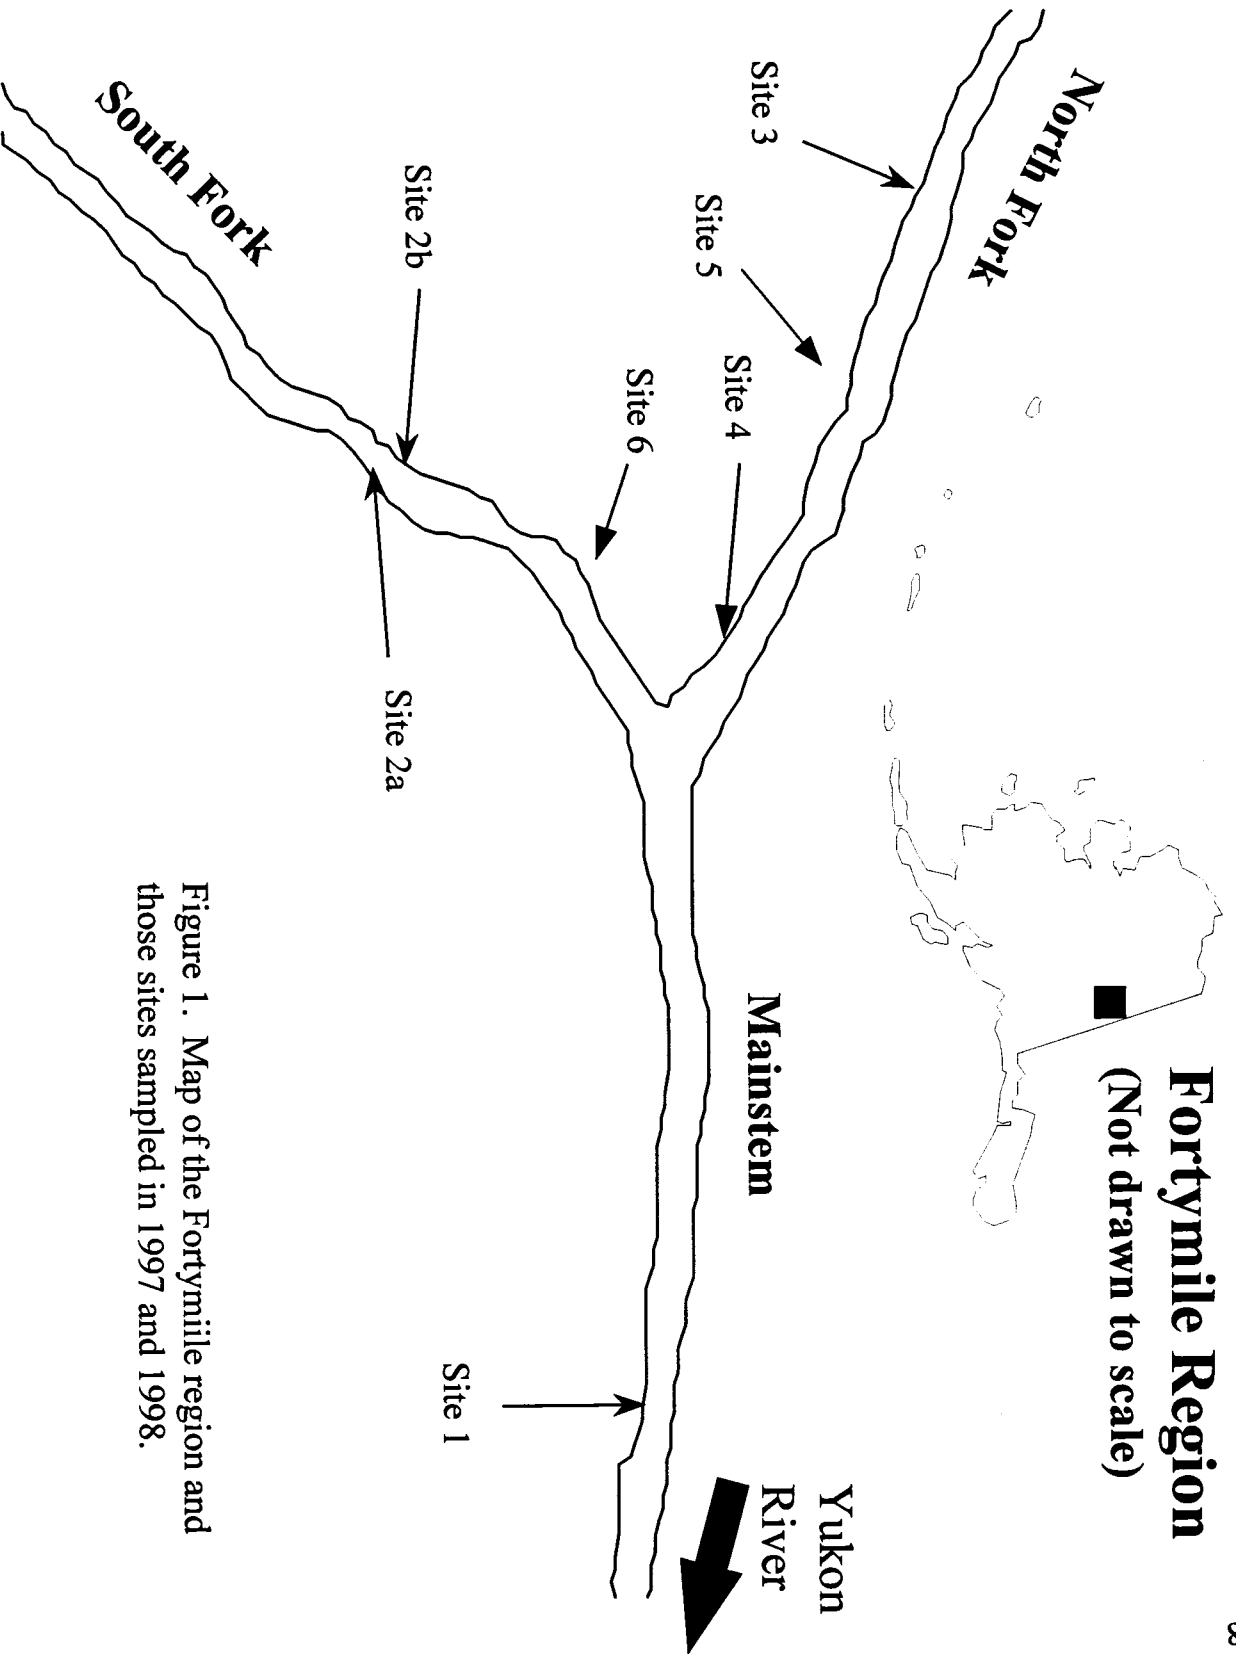 8
Fortymile Region
(Not drawn to scale)
North Fork
Site 3
Site 5
Site 4
Site 6
Site 2b
South Fork
Site 2a
Mainstem
Yukon
River
Site 1
Figure 1. Map of the Fortymiile region and
those sites sampled in 1997 and 1998.